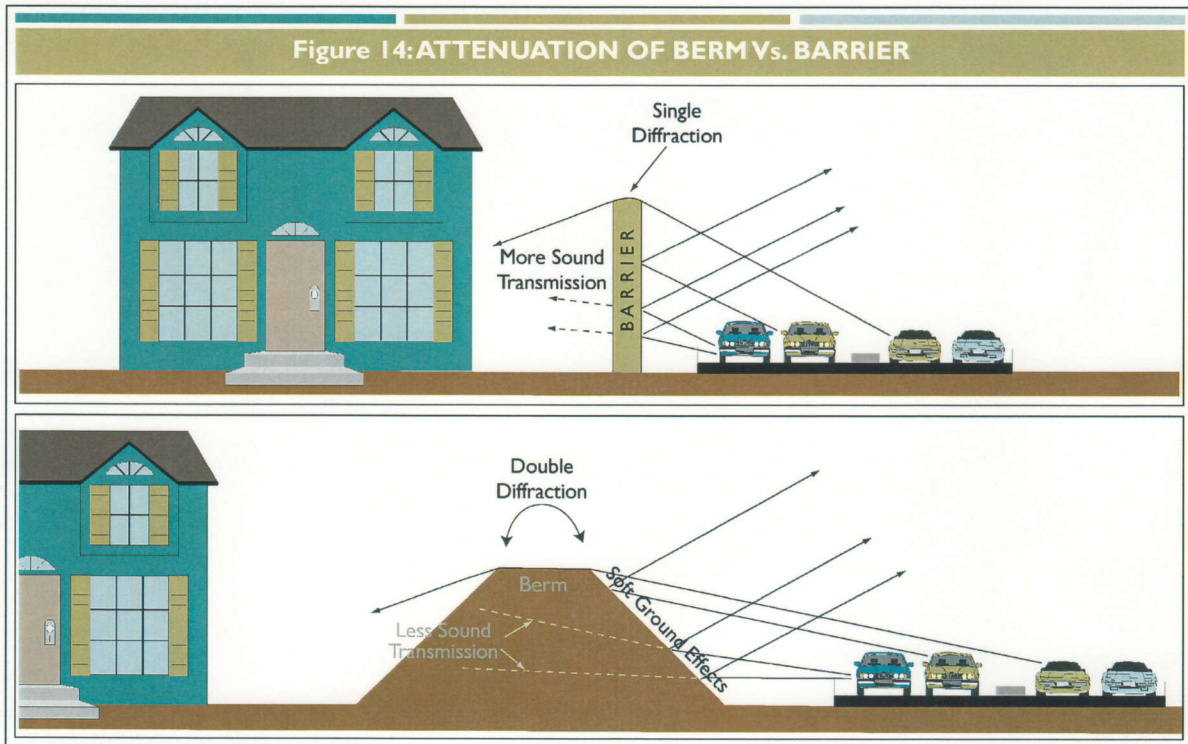 Figure 14: ATTENUATION OF BERM Vs. BARRIER
Single
Diffraction
More Sound
Transmission
BARRIER
Double
Diffraction
Berm
Soft Ground Effects
Less Sound
Transmission